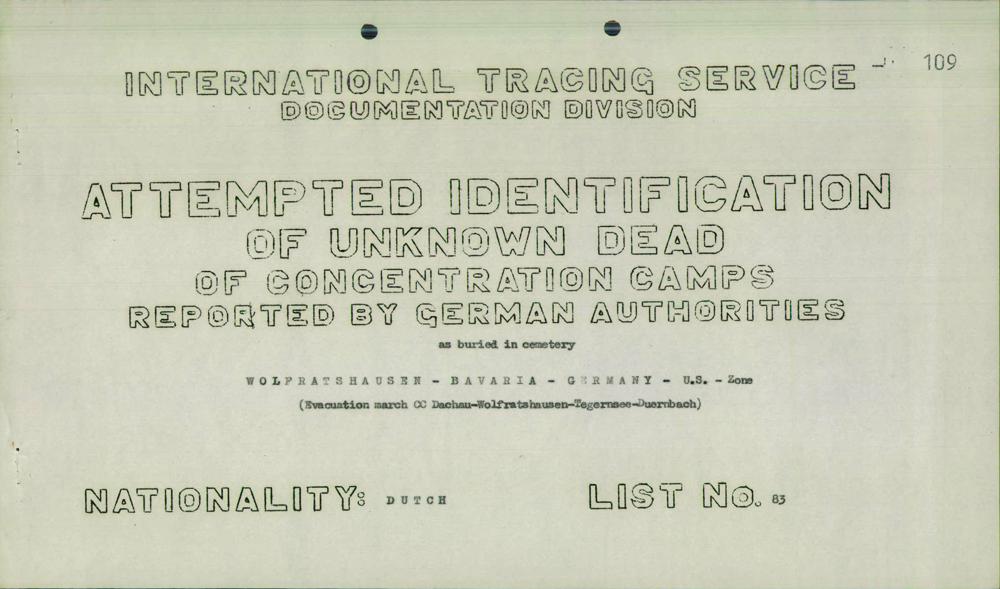 109
INTERNATIONAL TRACING SERVICE
DOCUMENTATION DIVISION
ATTEMPTED IDENTIFICATION
OF UNKNOWN DEAD
OF CONCENTRATION CAMPS
REPORTED BY GERMAN AUTHORITIES
as buried in cemetery
WOLFRATSHAUSEN - BAVARIA - GERMANY - U.S. - Zone
(Evacuation march CC Dachau-Wolfratshausen-Tegernsee-Duernbach)
NATIONALITY: DUTCH LIST No. 83